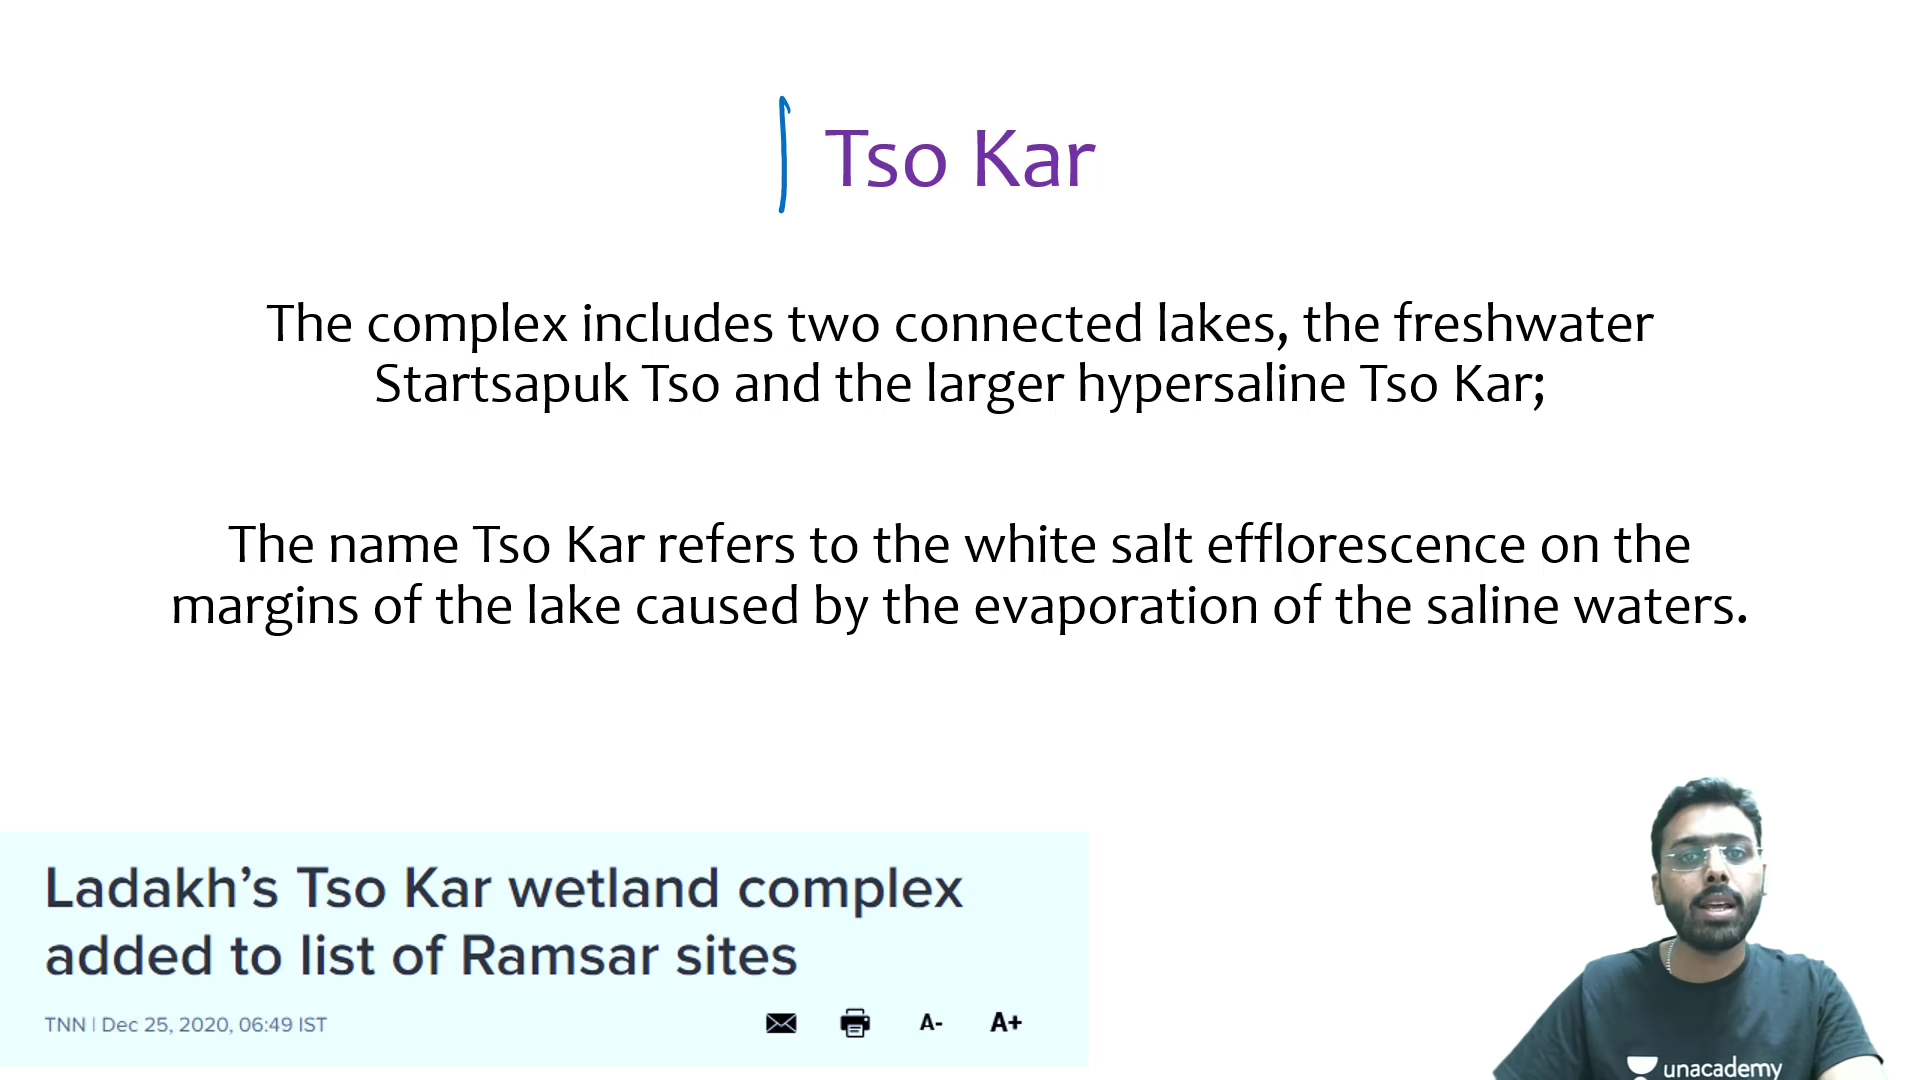 Tso Kar
The complex includes two connected lakes, the freshwater
Startsapuk Tso and the larger hypersaline Tso Kar;
The name Tso Kar refers to the white salt efflorescence on the
margins of the lake caused by the evaporation of the saline waters.
Ladakh's Tso Kar wetland complex
added to list of Ramsar sites
TNN | Dec 25, 2020, 06:49 IST
A- A+
unacademy